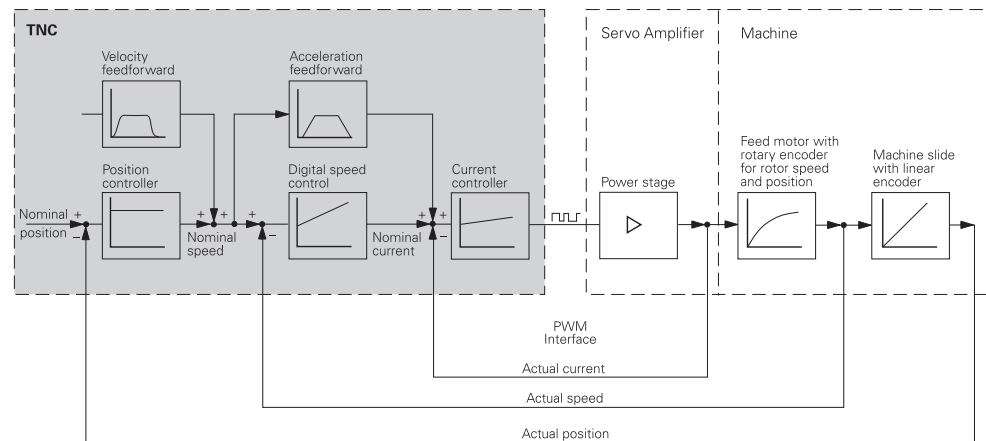 TNC
Servo Amplifier
Machine
Velocity
feedforward
Acceleration
feedforward
Position
controller
Digital speed
control
Current
controller
Power stage
Feed motor with
rotary encoder
for rotor speed
and position
Machine slide
with linear
encoder
Nominal
position
+
−
+
+
Nominal
speed
+
−
Nominal
current
+
+
−
PWM
Interface
Actual current
Actual speed
Actual position